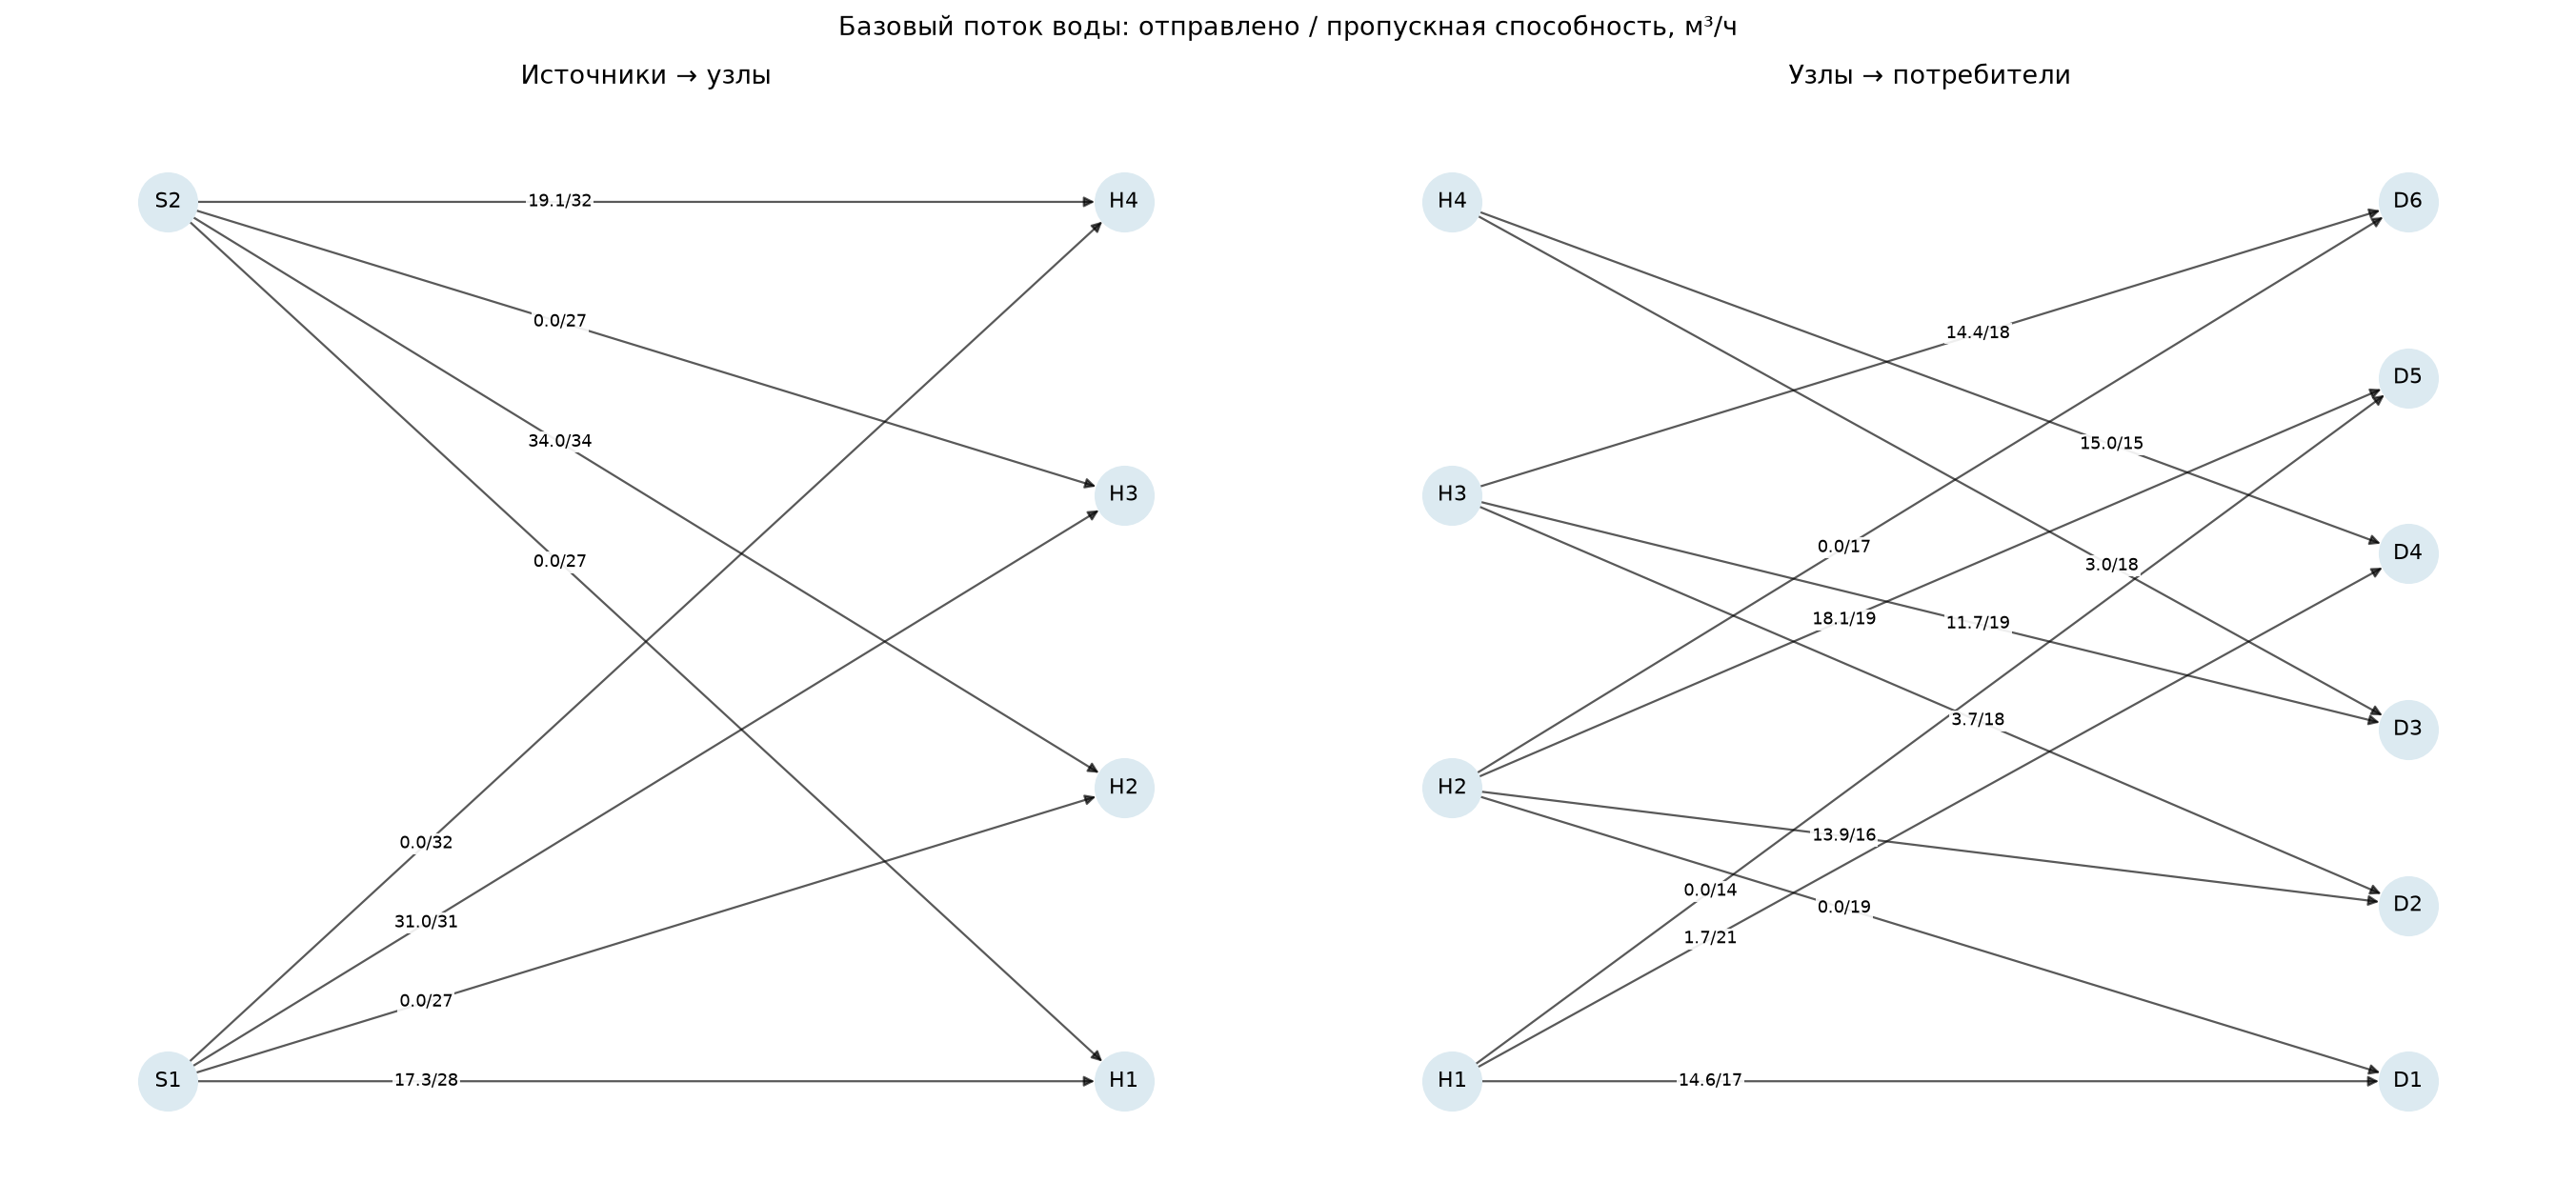 Базовый поток воды: отправлено / пропускная способность, м³/ч
Источники → узлы
S2
19.1/32
H4
0.0/27
34.0/34
H3
0.0/27
H2
0.0/32
31.0/31
0.0/27
S1
17.3/28
H1
Узлы → потребители
H4
D6
14.4/18
D5
15.0/15
H3
0.0/17
D4
3.0/18
18.1/19
11.7/19
3.7/18
D3
H2
13.9/16
0.0/14
0.0/19
D2
1.7/21
H1
14.6/17
D1